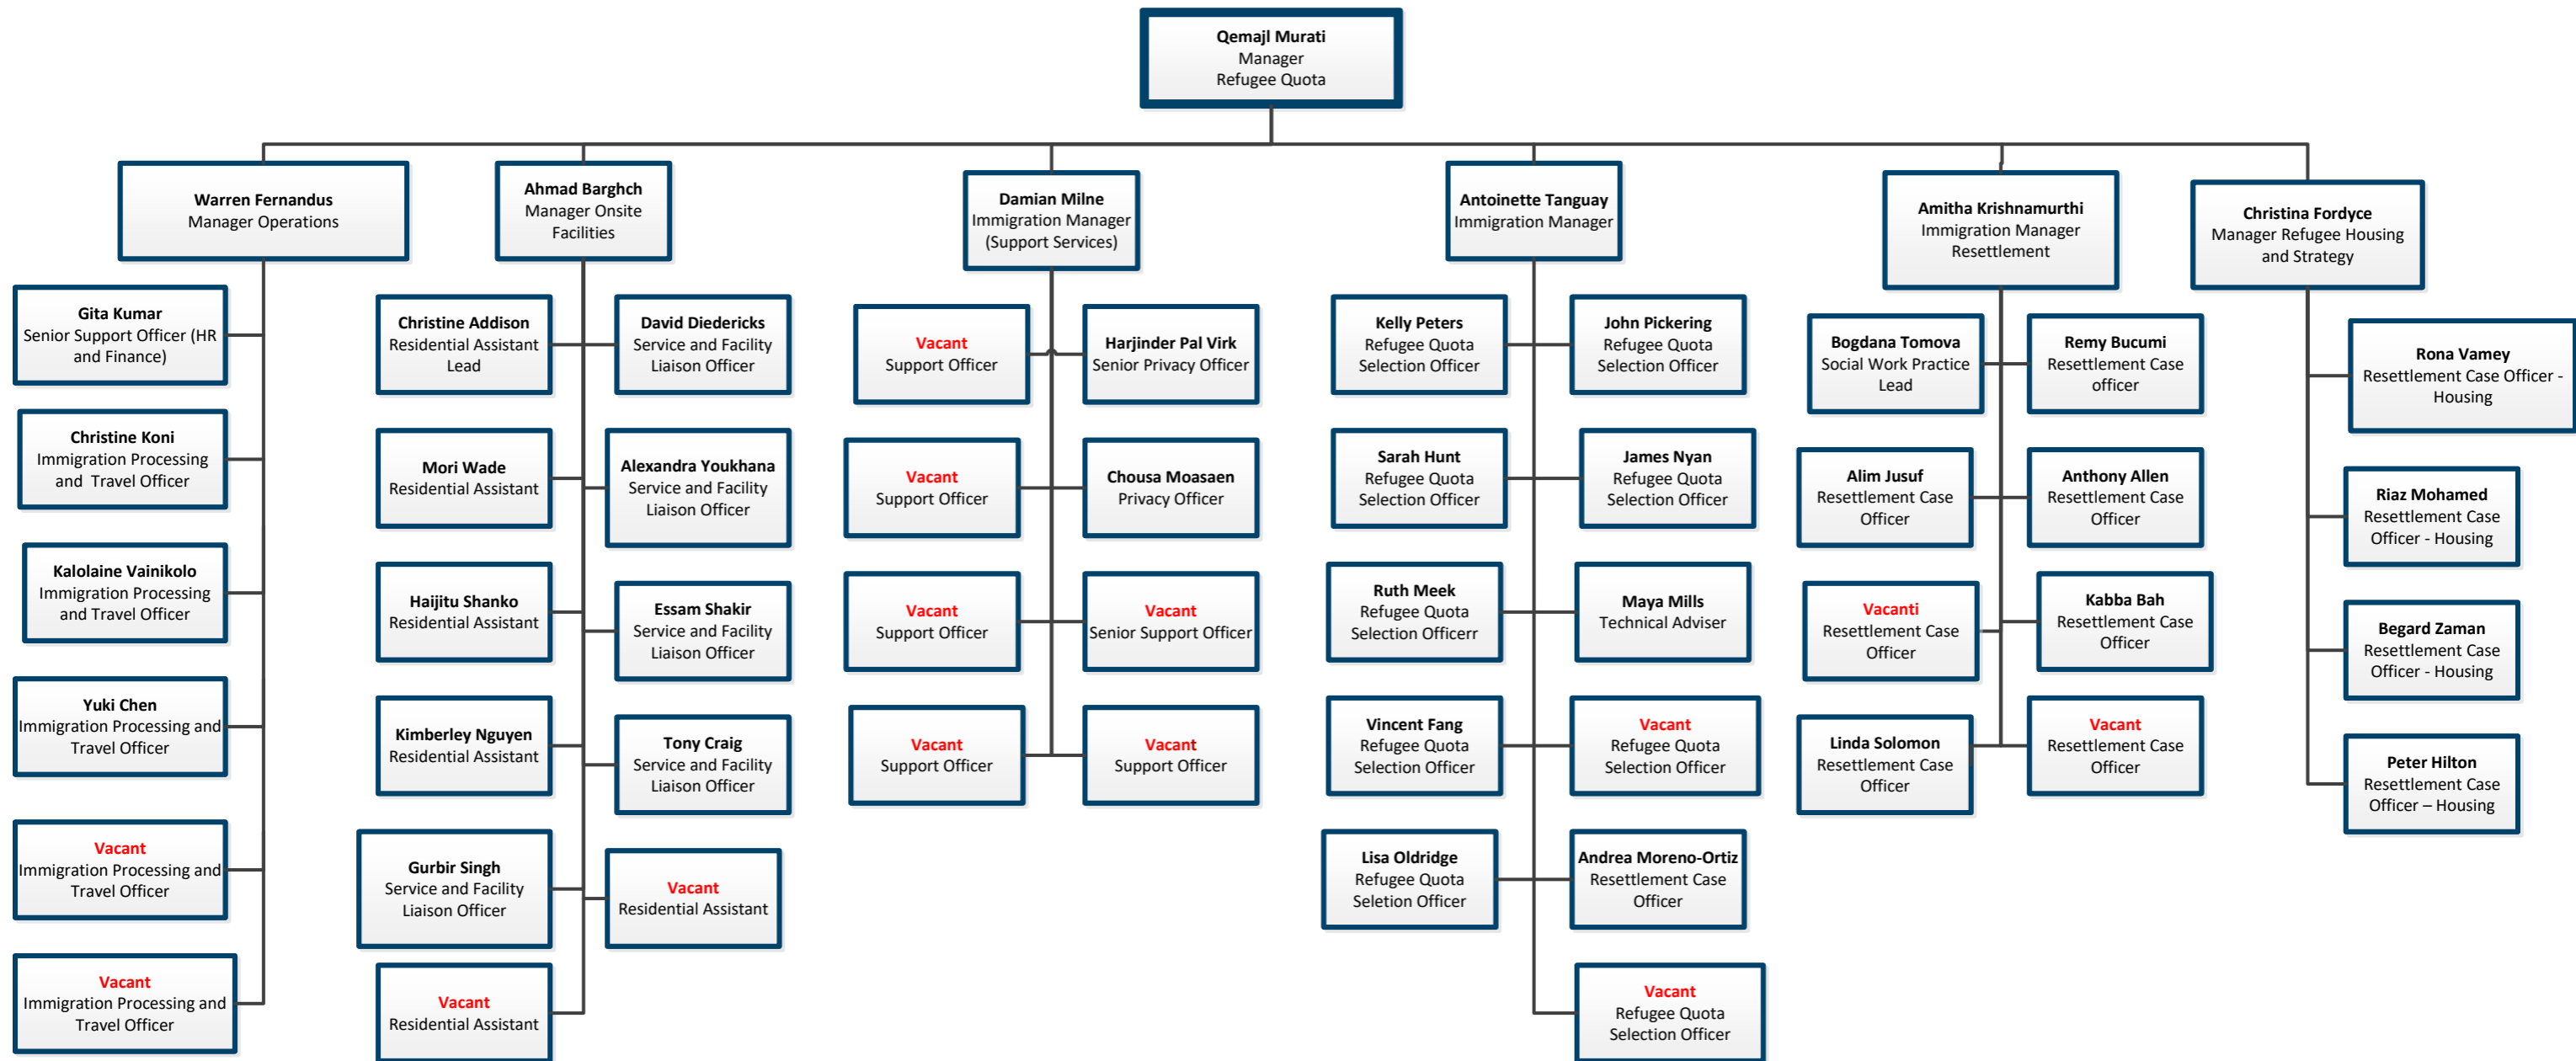 Qemajl Murati
Manager
Refugee Quota
Warren Fernandus
Manager Operations
Ahmad Barghch
Manager Onsite
Facilities
Damian Milne
Immigration Manager
(Support Services)
Antoinette Tanguay
Immigration Manager
Amitha Krishnamurthi
Immigration Manager
Resettlement
Christina Fordyce
Manager Refugee Housing
and Strategy
Gita Kumar
Senior Support Officer (HR
and Finance)
Christine Koni
Immigration Processing
and Travel Officer
Kalolaine Vainikolo
Immigration Processing
and Travel Officer
Yuki Chen
Immigration Processing and
Travel Officer
Vacant
Immigration Processing and
Travel Officer
Vacant
Immigration Processing and
Travel Officer
Christine Addison
Residential Assistant
Lead
David Diedericks
Service and Facility
Liaison Officer
Mori Wade
Residential Assistant
Alexandra Youkhana
Service and Facility
Liaison Officer
Haijitu Shanko
Residential Assistant
Essam Shakir
Service and Facility
Liaison Officer
Kimberley Nguyen
Residential Assistant
Tony Craig
Service and Facility
Liaison Officer
Gurbir Singh
Service and Facility
Liaison Officer
Vacant
Residential Assistant
Vacant
Residential Assistant
Vacant
Support Officer
Harjinder Pal Virk
Senior Privacy Officer
Vacant
Support Officer
Chousa Moasaen
Privacy Officer
Vacant
Support Officer
Vacant
Senior Support Officer
Vacant
Support Officer
Vacant
Support Officer
Kelly Peters
Refugee Quota
Selection Officer
John Pickering
Refugee Quota
Selection Officer
Sarah Hunt
Refugee Quota
Selection Officer
James Nyan
Refugee Quota
Selection Officer
Ruth Meek
Refugee Quota
Selection Officerr
Maya Mills
Technical Adviser
Vincent Fang
Refugee Quota
Selection Officer
Vacant
Refugee Quota
Selection Officer
Lisa Oldridge
Refugee Quota
Seletion Officer
Andrea Moreno-Ortiz
Resettlement Case
Officer
Vacant
Refugee Quota
Selection Officer
Bogdana Tomova
Social Work Practice
Lead
Remy Bucumi
Resettlement Case
officer
Alim Jusuf
Resettlement Case
Officer
Anthony Allen
Resettlement Case
Officer
Vacanti
Resettlement Case
Officer
Kabba Bah
Resettlement Case
Officer
Linda Solomon
Resettlement Case
Officer
Vacant
Resettlement Case
Officer
Rona Vamey
Resettlement Case Officer -
Housing
Riaz Mohamed
Resettlement Case
Officer - Housing
Begard Zaman
Resettlement Case
Officer - Housing
Peter Hilton
Resettlement Case
Officer – Housing